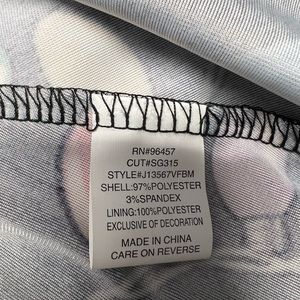 RN#96457
CUT#SG315
STYLE#J13567VFBM
SHELL:97%POLYESTER
3%SPANDEX
LINING:100%POLYESTER
EXCLUSIVE OF DECORATION
MADE IN CHINA
CARE ON REVERSE